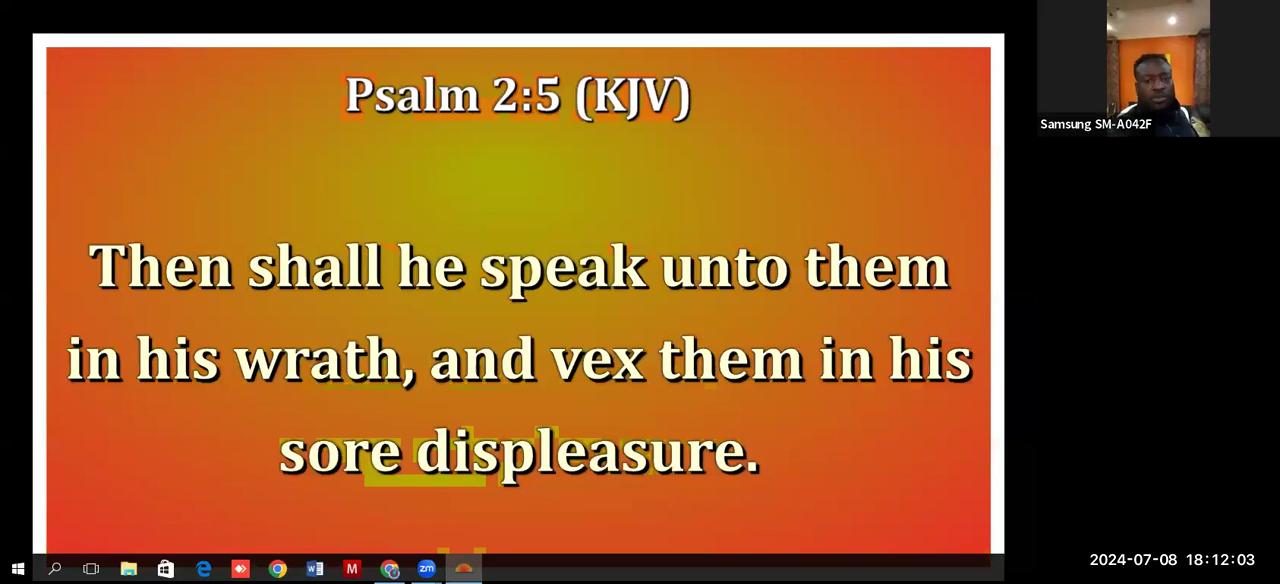 Psalm 2:5 (KJV)
Then shall he speak unto them
in his wrath, and vex them in his
sore displeasure.
Samsung SM-A042F
zm
2024-07-08 18:12:03